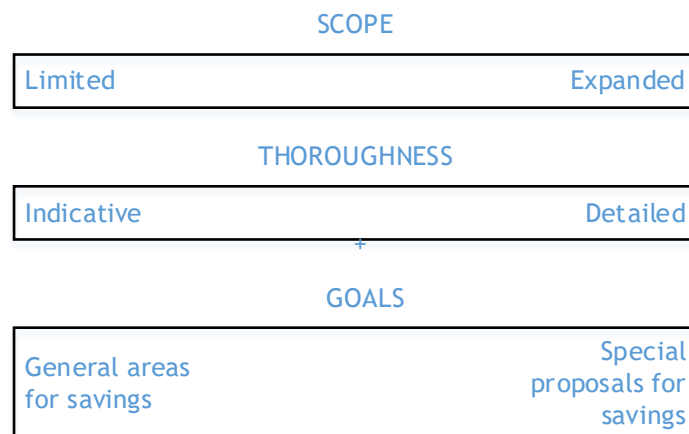 SCOPE
Limited Expanded
THOROUGHNESS
Indicative Detailed
+
GOALS
General areas
for savings
Special
proposals for
savings